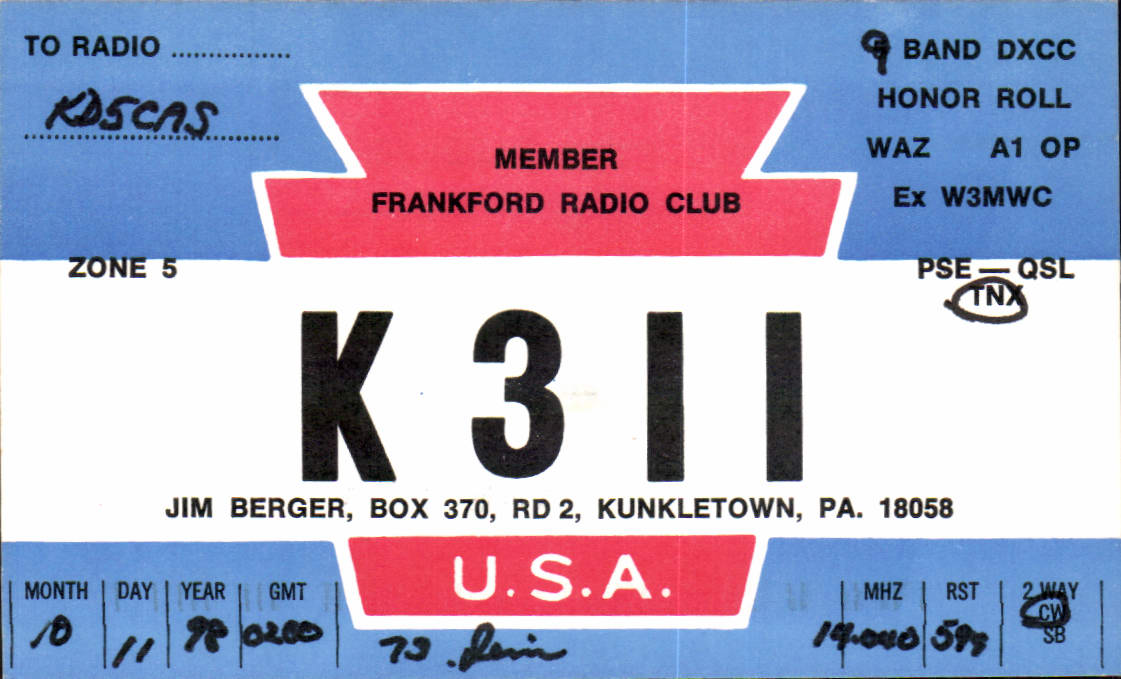 TO RADIO ................
KD5CAS
9 BAND DXCC
HONOR ROLL
WAZ A1 OP
Ex W3MWC
MEMBER
FRANKFORD RADIO CLUB
ZONE 5
PSE — QSL
TNX
K3II
JIM BERGER, BOX 370, RD 2, KUNKLETOWN, PA. 18058
U.S.A.
MONTH DAY YEAR GMT
10 11 98 0200
73 Jim
MHZ RST 2 WAY
CW
SB
14.040 599